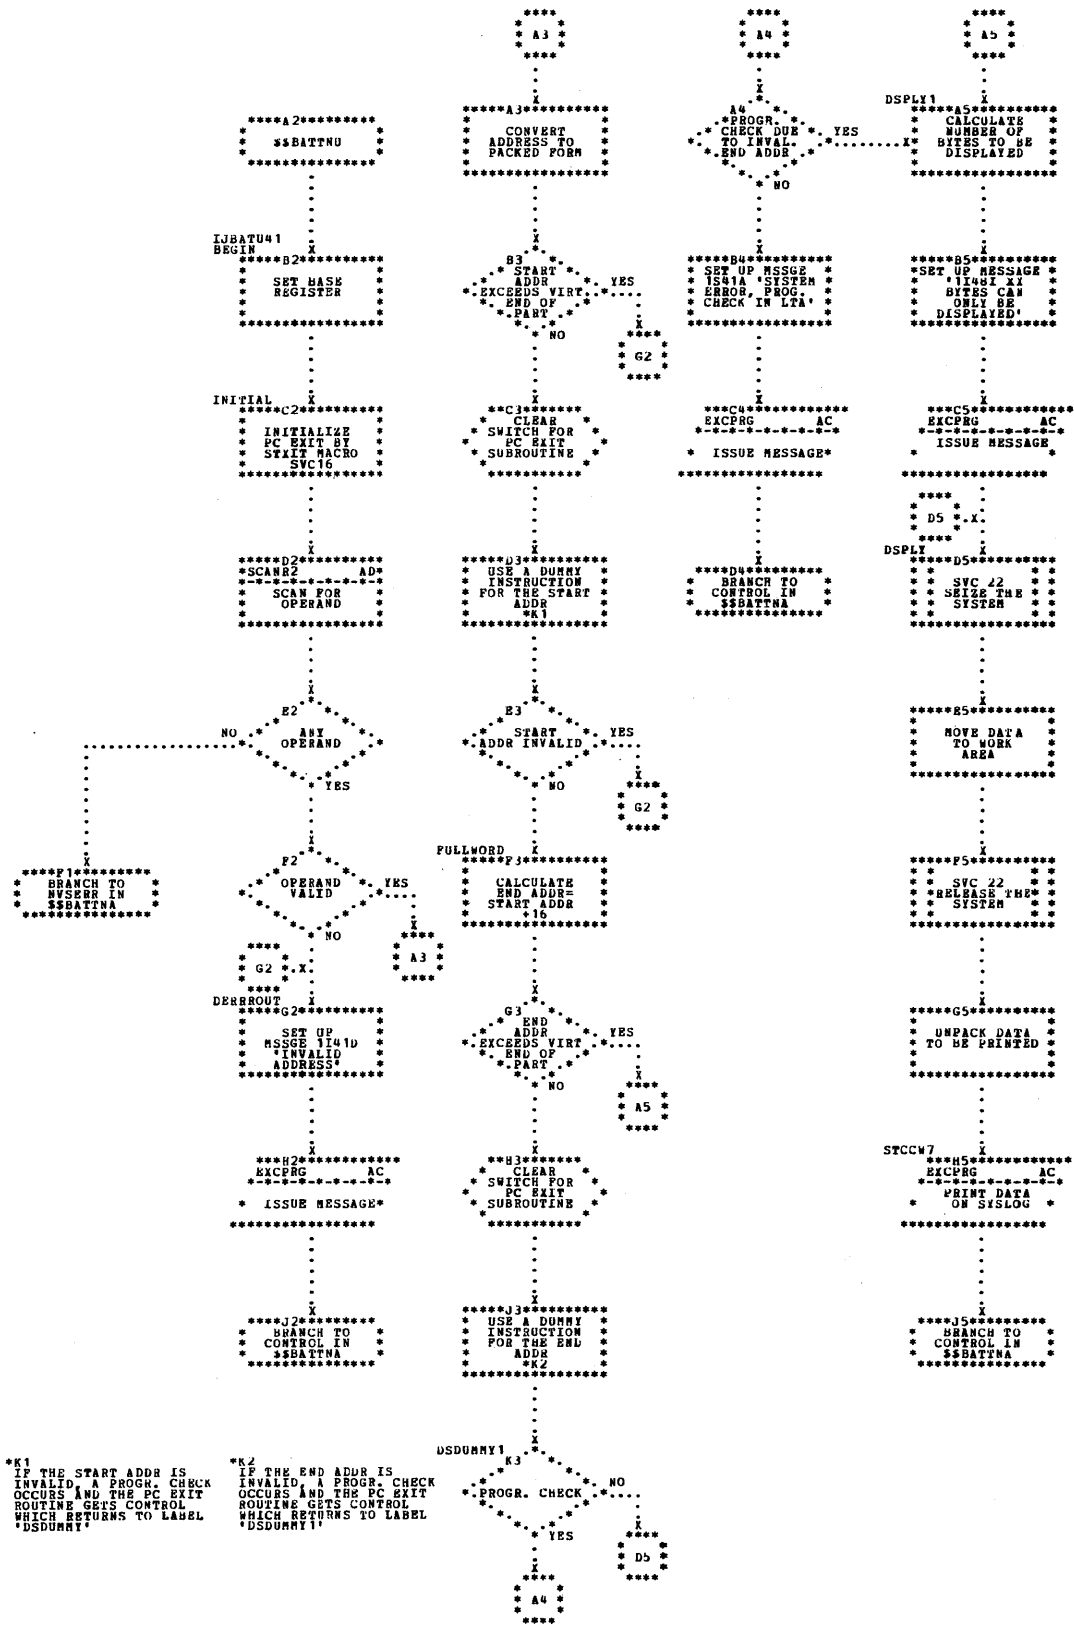 A3
A4
A5
****A2***********
$$BATTNU
IJBATU41
BEGIN
*****B2**********
SET BASE
REGISTER
INITIAL
*****C2**********
INITIALIZE
PC EXIT BY
STXIT MACRO
SVC16
*****D2**********
*SCANR2 AD*
*-*-*-*-*-*-*-*-*
SCAN FOR
OPERAND
E2
ANY
OPERAND
NO
YES
****F1*********
BRANCH TO
NVSERR IN
$$BATTNA
F2
OPERAND
VALID
YES
NO
A3
G2
DERRROUT
*****G2**********
SET UP
MSSGE 1I41D
'INVALID
ADDRESS'
***H2************
EXCPRG AC
*-*-*-*-*-*-*-*-*
* ISSUE MESSAGE*
****J2*********
BRANCH TO
CONTROL IN
$$BATTNA
*****A3**********
CONVERT
ADDRESS TO
PACKED FORM
B3
START
ADDR
EXCEEDS VIRT
END OF
PART
YES
NO
G2
**C3*******
CLEAR
SWITCH FOR
PC EXIT
SUBROUTINE
*****D3**********
USE A DUMMY
INSTRUCTION
FOR THE START
ADDR
*K1
E3
START
ADDR INVALID
YES
NO
G2
FULLWORD
*****F3**********
CALCULATE
END ADDR=
START ADDR
+16
G3
END
ADDR
EXCEEDS VIRT
END OF
PART
YES
NO
A5
**H3*******
CLEAR
SWITCH FOR
PC EXIT
SUBROUTINE
*****J3**********
USE A DUMMY
INSTRUCTION
FOR THE END
ADDR
*K2
DSDUMMY1
K3
PROGR. CHECK
NO
YES
D5
A4
A4
PROGR.
CHECK DUE
TO INVAL.
END ADDR
YES
NO
*****B4**********
SET UP MSSGE
1S41A 'SYSTEM
ERROR, PROG.
CHECK IN LTA'
***C4************
EXCPRG AC
*-*-*-*-*-*-*-*-*
* ISSUE MESSAGE*
****D4*********
BRANCH TO
CONTROL IN
$$BATTNA
DSPLY1
*****A5**********
CALCULATE
NUMBER OF
BYTES TO BE
DISPLAYED
*****B5**********
*SET UP MESSAGE *
'1I48I XX
BYTES CAN
ONLY BE
DISPLAYED'
***C5************
EXCPRG AC
*-*-*-*-*-*-*-*-*
ISSUE MESSAGE
D5
DSPLY
*****D5**********
SVC 22
SEIZE THE
SYSTEM
*****E5**********
MOVE DATA
TO WORK
AREA
*****F5**********
SVC 22
*RELEASE THE*
SYSTEM
*****G5**********
UNPACK DATA
TO BE PRINTED
STCCW7
***H5************
EXCPRG AC
*-*-*-*-*-*-*-*-*
PRINT DATA
* ON SYSLOG *
****J5*********
BRANCH TO
CONTROL IN
$$BATTNA
*K1
IF THE START ADDR IS
INVALID, A PROGR. CHECK
OCCURS AND THE PC EXIT
ROUTINE GETS CONTROL
WHICH RETURNS TO LABEL
'DSDUMMY'
*K2
IF THE END ADDR IS
INVALID, A PROGR. CHECK
OCCURS AND THE PC EXIT
ROUTINE GETS CONTROL
WHICH RETURNS TO LABEL
'DSDUMMY1'